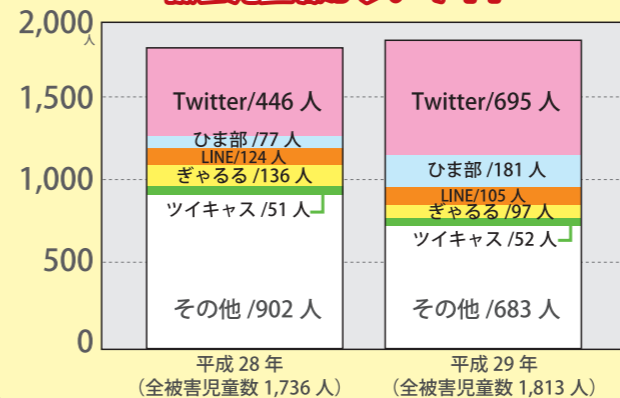 2,000
人
1,500
1,000
500
0
Twitter/446 人
ひま部 /77 人
LINE/124 人
ぎゃるる /136 人
ツイキャス /51 人
その他 /902 人
Twitter/695 人
ひま部 /181 人
LINE/105 人
ぎゃるる /97 人
ツイキャス /52 人
その他 /683 人
平成 28 年
（全被害児童数 1,736 人）
平成 29 年
（全被害児童数 1,813 人）